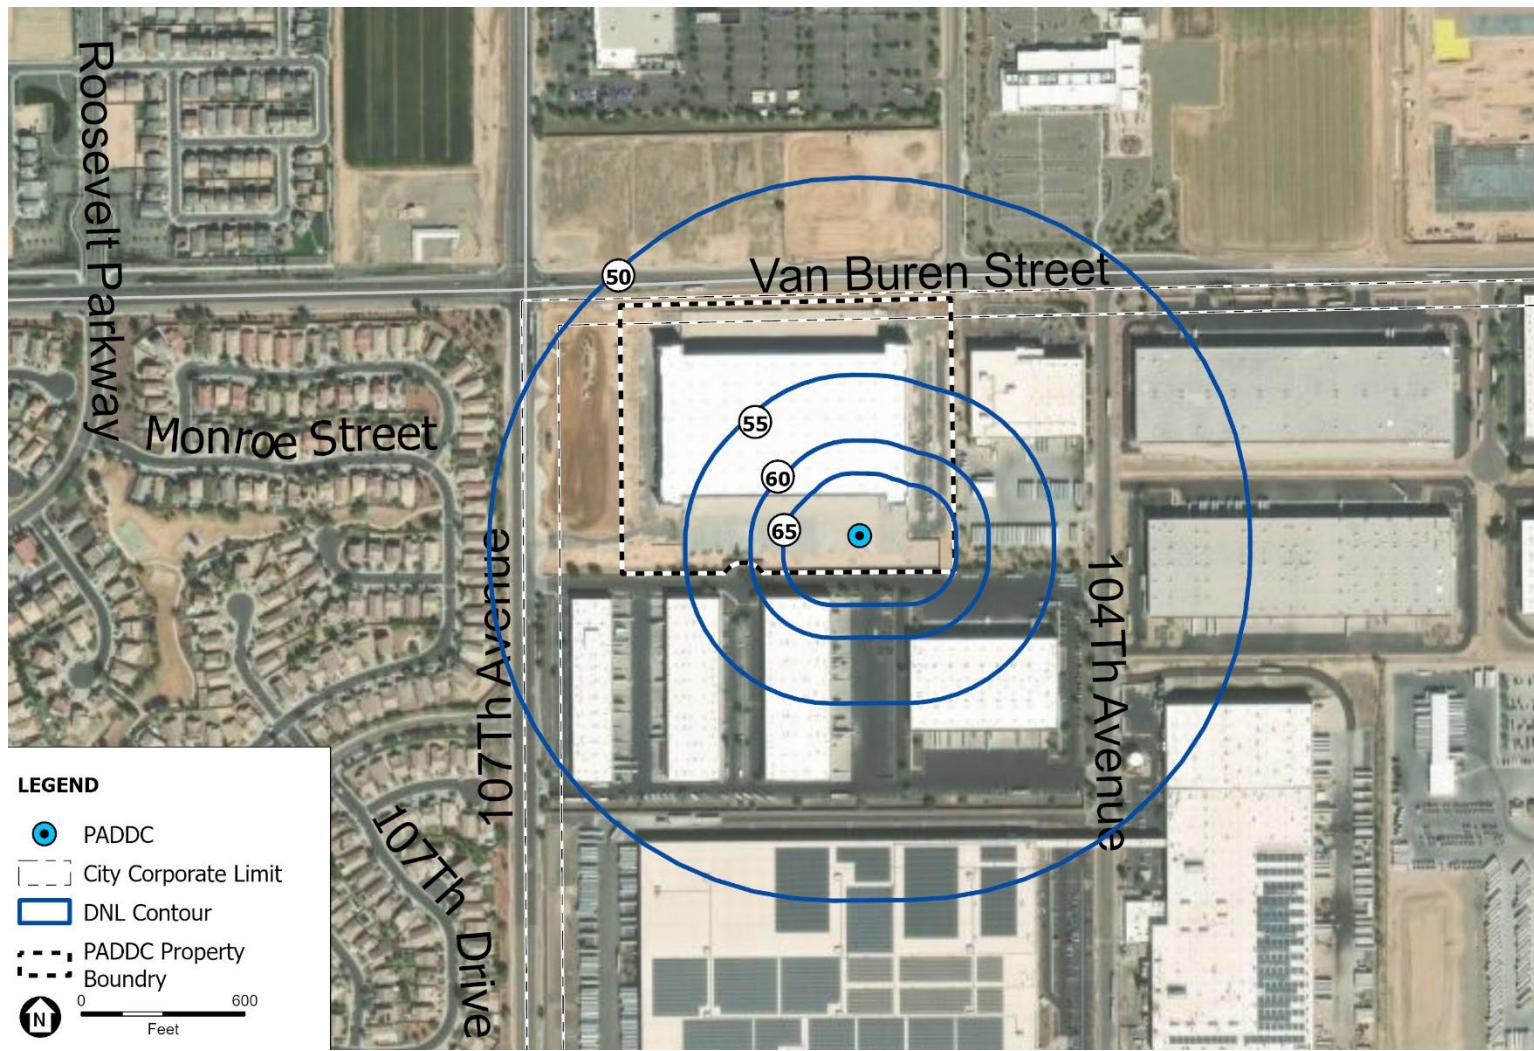 Roosevelt Parkway
Van Buren Street
50
Monroe Street
55
60
65
107Th Avenue
104Th Avenue
107Th Drive
LEGEND
PADDC
City Corporate Limit
DNL Contour
PADDC Property
Boundry
N
0 600
Feet